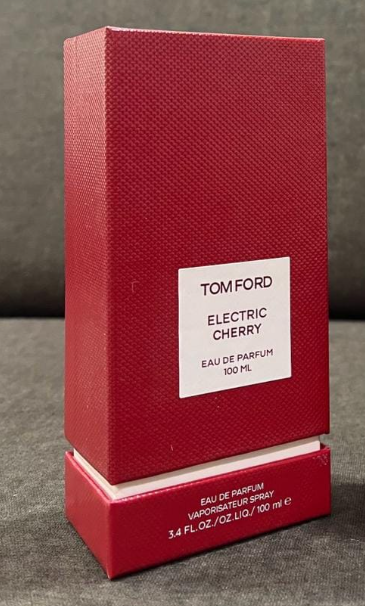 TOM FORD
ELECTRIC
CHERRY
EAU DE PARFUM
100 ML
EAU DE PARFUM
VAPORISATEUR SPRAY
3.4 FL.OZ./OZ.LIQ./ 100 ml ℮